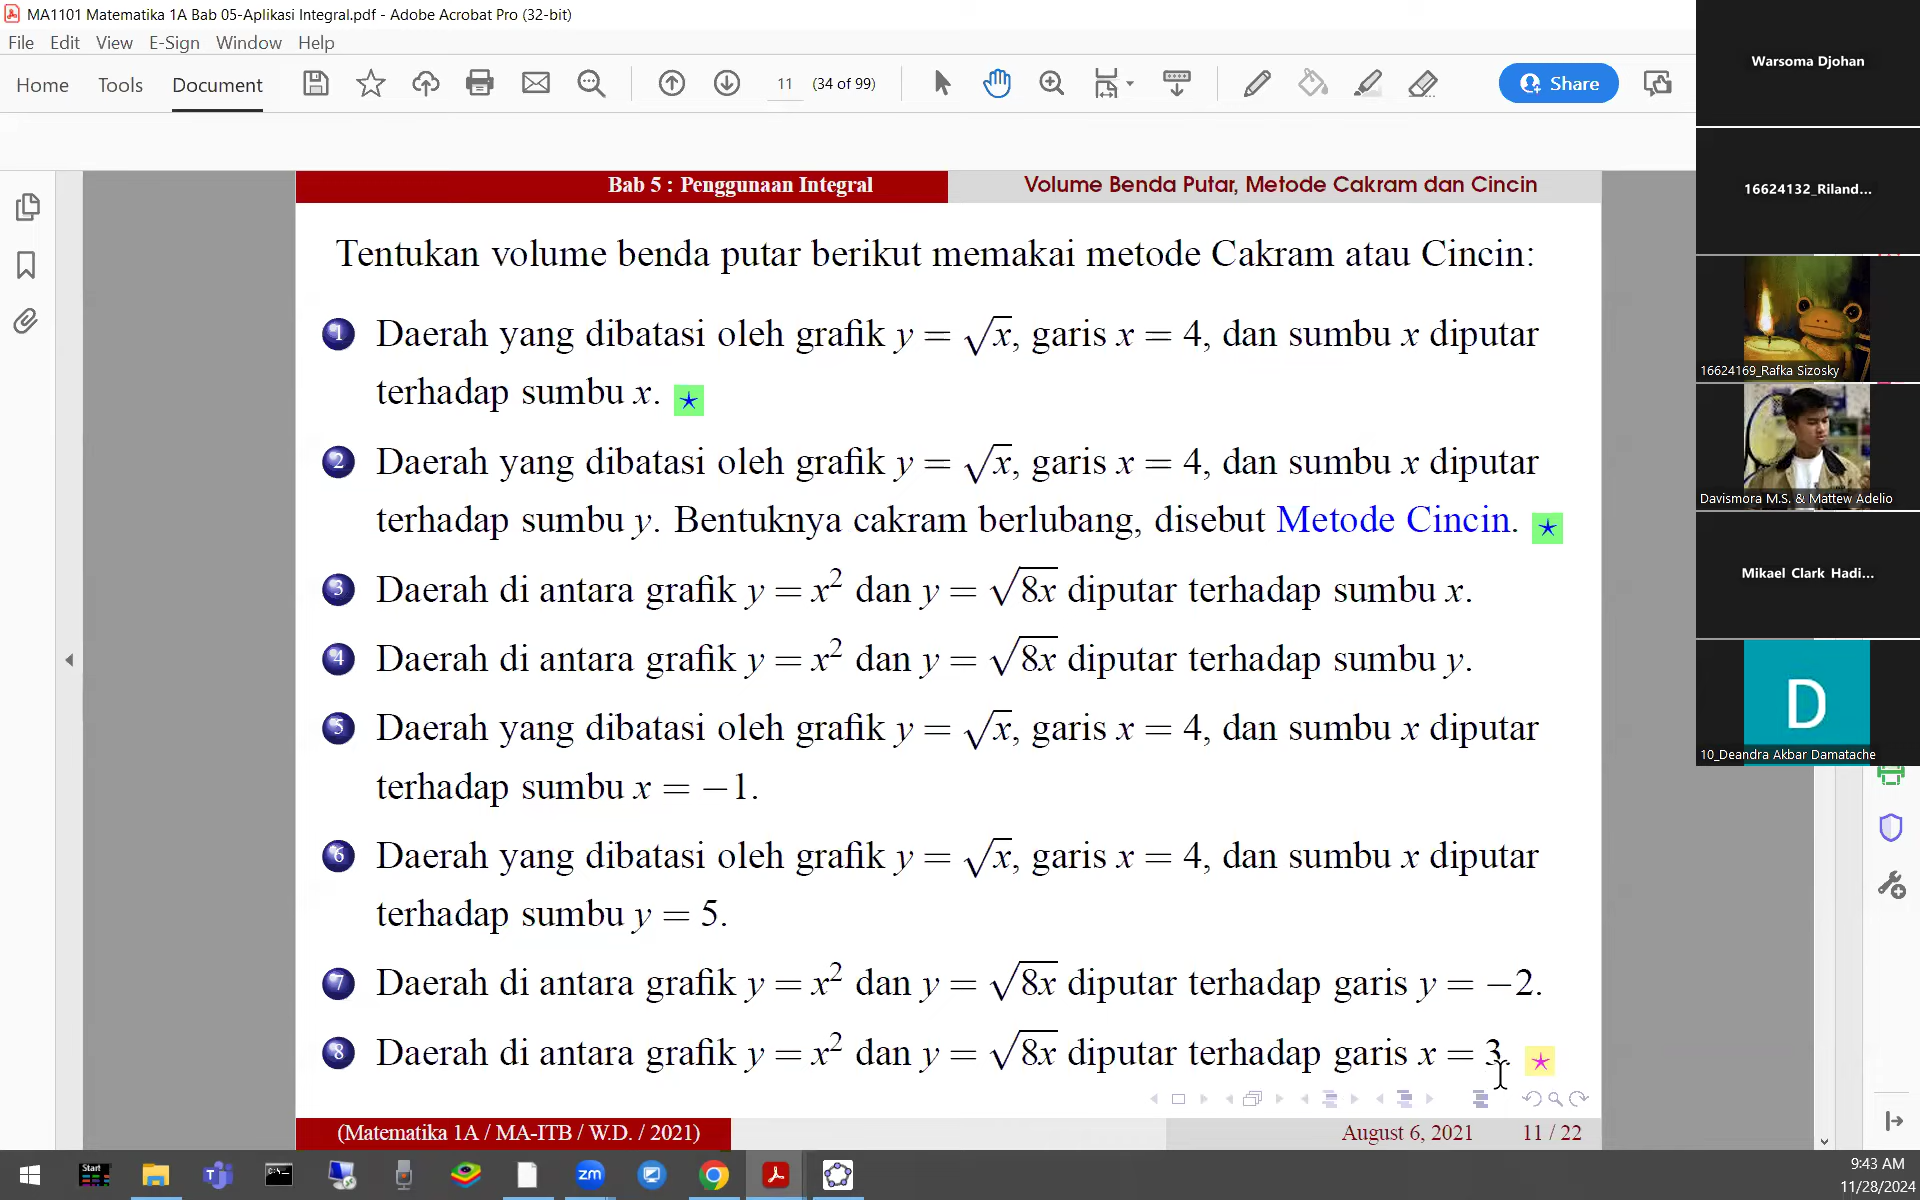 MA1101 Matematika 1A Bab 05-Aplikasi Integral.pdf - Adobe Acrobat Pro (32-bit)
File Edit View E-Sign Window Help
Home Tools Document 11 (34 of 99) Share
Bab 5 : Penggunaan Integral Volume Benda Putar, Metode Cakram dan Cincin
Tentukan volume benda putar berikut memakai metode Cakram atau Cincin:
1 Daerah yang dibatasi oleh grafik y = √x, garis x = 4, dan sumbu x diputar
terhadap sumbu x. ⋆
2 Daerah yang dibatasi oleh grafik y = √x, garis x = 4, dan sumbu x diputar
terhadap sumbu y. Bentuknya cakram berlubang, disebut Metode Cincin. ⋆
3 Daerah di antara grafik y = x² dan y = √8x diputar terhadap sumbu x.
4 Daerah di antara grafik y = x² dan y = √8x diputar terhadap sumbu y.
5 Daerah yang dibatasi oleh grafik y = √x, garis x = 4, dan sumbu x diputar
terhadap sumbu x = −1.
6 Daerah yang dibatasi oleh grafik y = √x, garis x = 4, dan sumbu x diputar
terhadap sumbu y = 5.
7 Daerah di antara grafik y = x² dan y = √8x diputar terhadap garis y = −2.
8 Daerah di antara grafik y = x² dan y = √8x diputar terhadap garis x = 3. ⋆
(Matematika 1A / MA-ITB / W.D. / 2021) August 6, 2021 11 / 22
Warsoma Djohan
16624132_Riland...
16624169_Rafka Sizosky
Davismora M.S. & Mattew Adelio
Mikael Clark Hadi...
D
10_Deandra Akbar Damatache
Start
zm
9:43 AM
11/28/2024